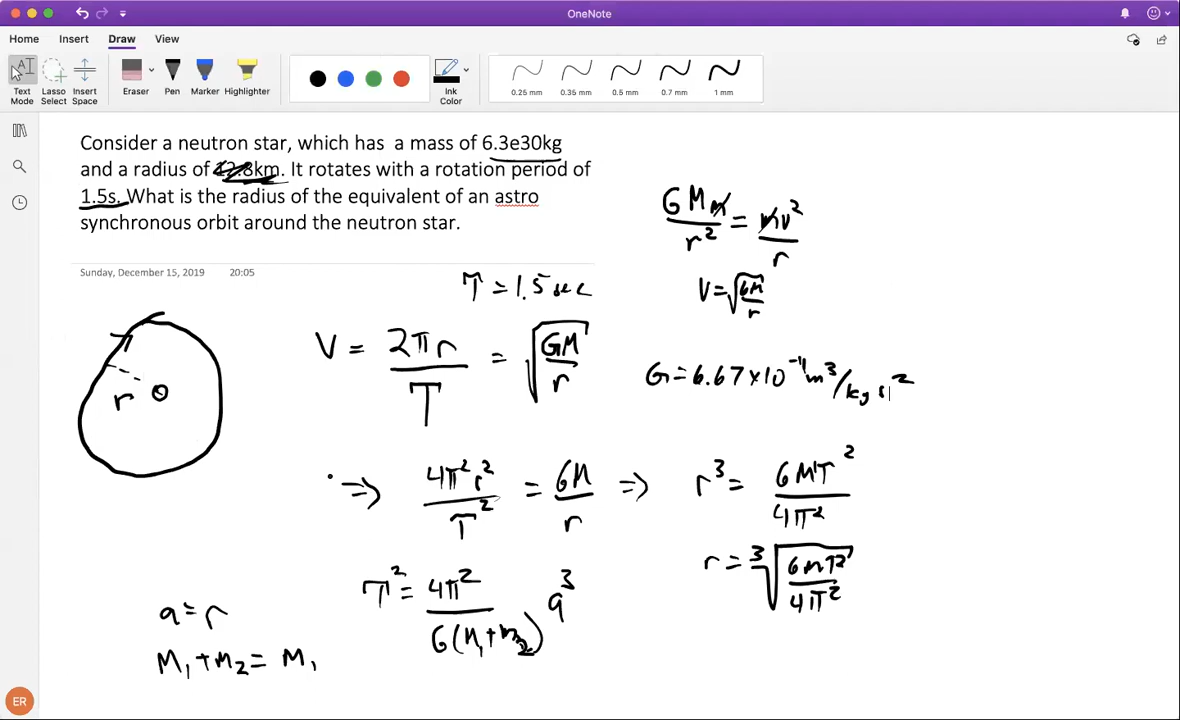 OneNote
Home Insert Draw View
Text Mode Lasso Select Insert Space Eraser Pen Marker Highlighter Ink Color 0.25 mm 0.35 mm 0.5 mm 0.7 mm 1 mm
Consider a neutron star, which has a mass of 6.3e30kg
and a radius of 12.8km. It rotates with a rotation period of
1.5s. What is the radius of the equivalent of an astro
synchronous orbit around the neutron star.
Sunday, December 15, 2019 20:05
GMm/r² = mv²/r
V = √(GM/r)
T = 1.5 sec
V = 2πr/T = √(GM/r)
G = 6.67 × 10⁻¹¹ m³/kg s²
r
⇒ 4π²r²/T² = GM/r ⇒ r³ = GMT²/4π²
r = ³√(GMT²/4π²)
T² = 4π²/G(M₁+M₂) a³
a = r
M₁ + M₂ = M₁
ER